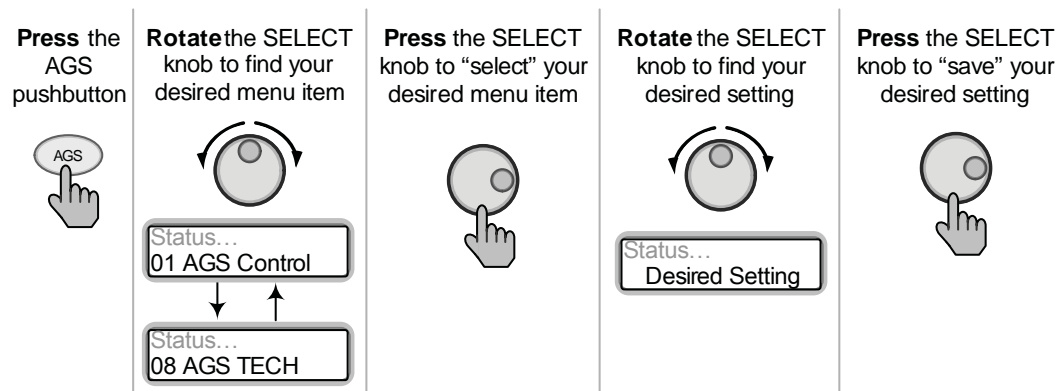 Press the
AGS
pushbutton
AGS
Rotate the SELECT
knob to find your
desired menu item
Status...
01 AGS Control
Status...
08 AGS TECH
Press the SELECT
knob to “select” your
desired menu item
Rotate the SELECT
knob to find your
desired setting
Status...
Desired Setting
Press the SELECT
knob to “save” your
desired setting